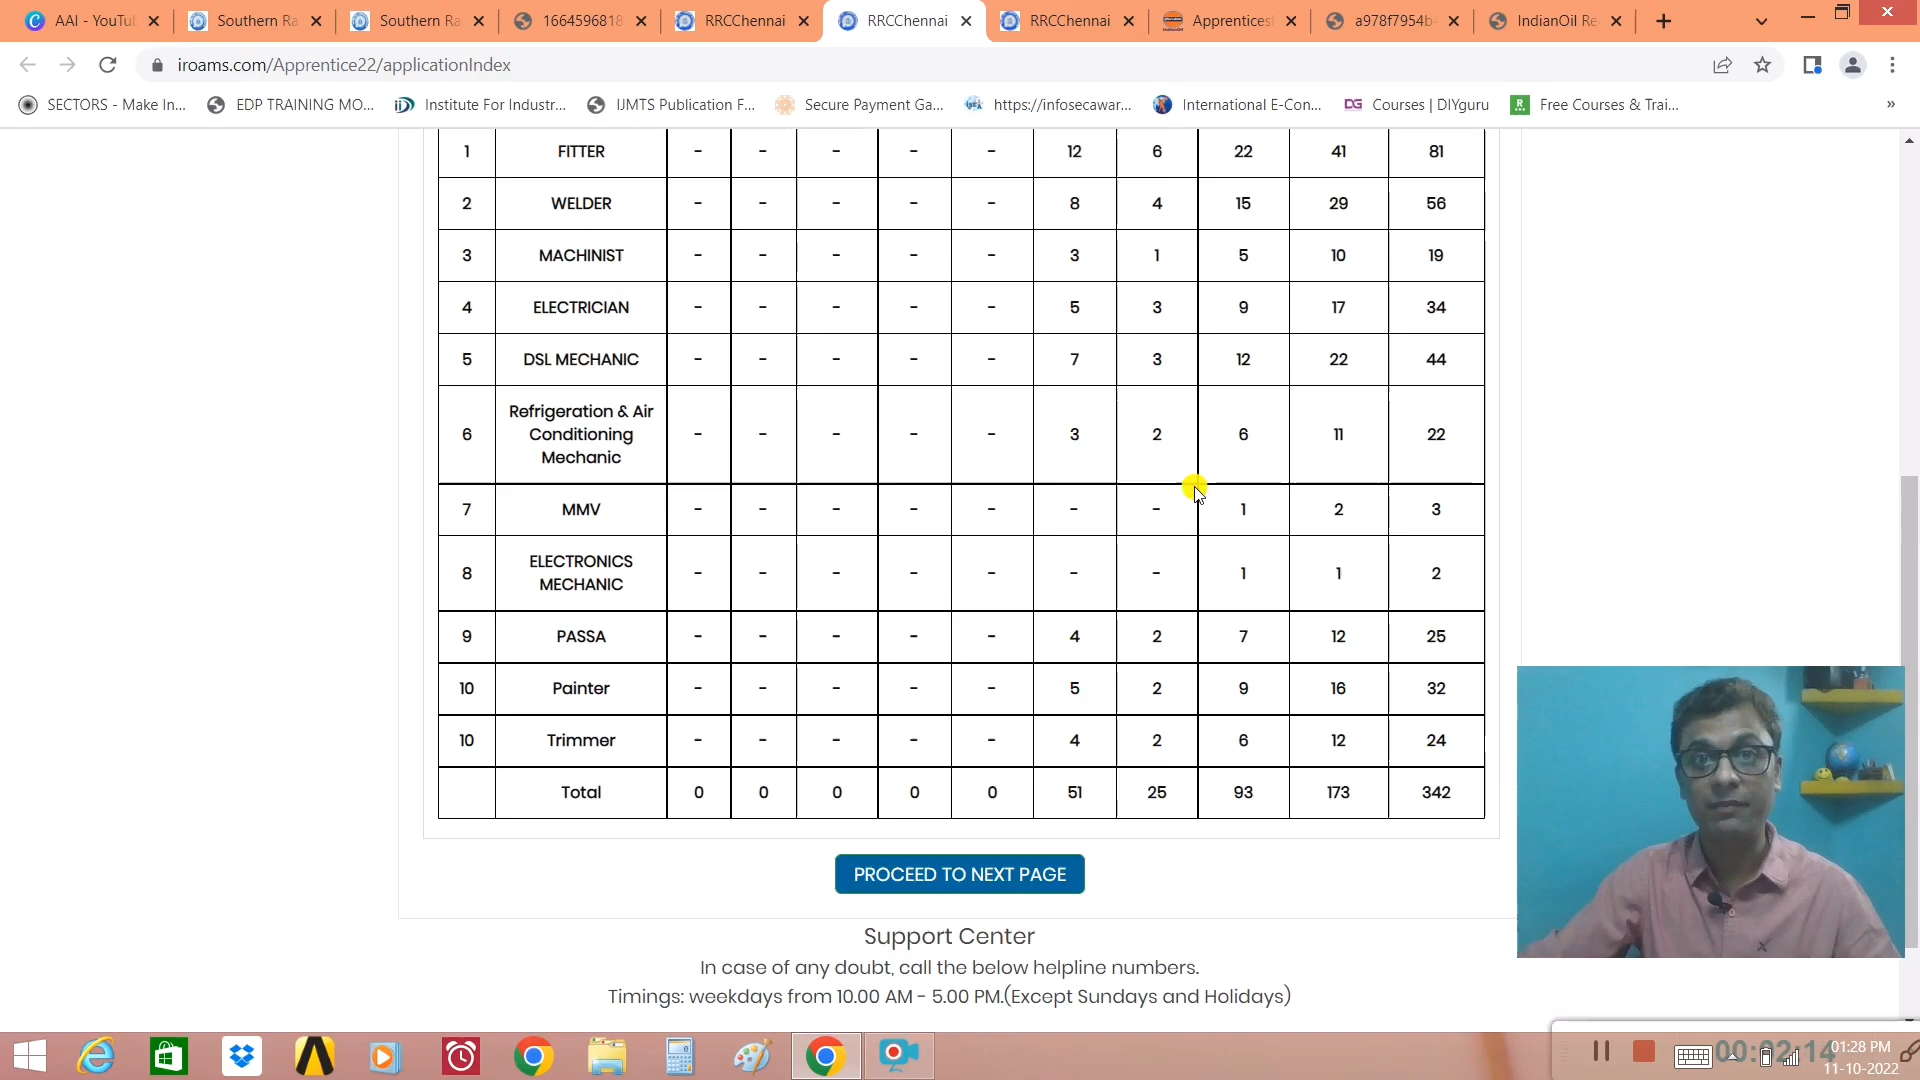 AAI - YouTu
Southern Ra
Southern Ra
1664596818
RRCChennai
RRCChennai
RRCChennai
Apprentices
a978f7954b
IndianOil Re
iroams.com/Apprentice22/applicationIndex
SECTORS - Make In...
EDP TRAINING MO...
Institute For Industr...
IJMTS Publication F...
Secure Payment Ga...
https://infosecawar...
International E-Con...
DG Courses | DIYguru
Free Courses & Trai...
»
1 FITTER - - - - - 12 6 22 41 81
2 WELDER - - - - - 8 4 15 29 56
3 MACHINIST - - - - - 3 1 5 10 19
4 ELECTRICIAN - - - - - 5 3 9 17 34
5 DSL MECHANIC - - - - - 7 3 12 22 44
6 Refrigeration & Air
Conditioning
Mechanic - - - - - 3 2 6 11 22
7 MMV - - - - - - - 1 2 3
8 ELECTRONICS
MECHANIC - - - - - - - 1 1 2
9 PASSA - - - - - 4 2 7 12 25
10 Painter - - - - - 5 2 9 16 32
10 Trimmer - - - - - 4 2 6 12 24
Total 0 0 0 0 0 51 25 93 173 342
PROCEED TO NEXT PAGE
Support Center
In case of any doubt, call the below helpline numbers.
Timings: weekdays from 10.00 AM - 5.00 PM.(Except Sundays and Holidays)
00:02:14
01:28 PM
11-10-2022